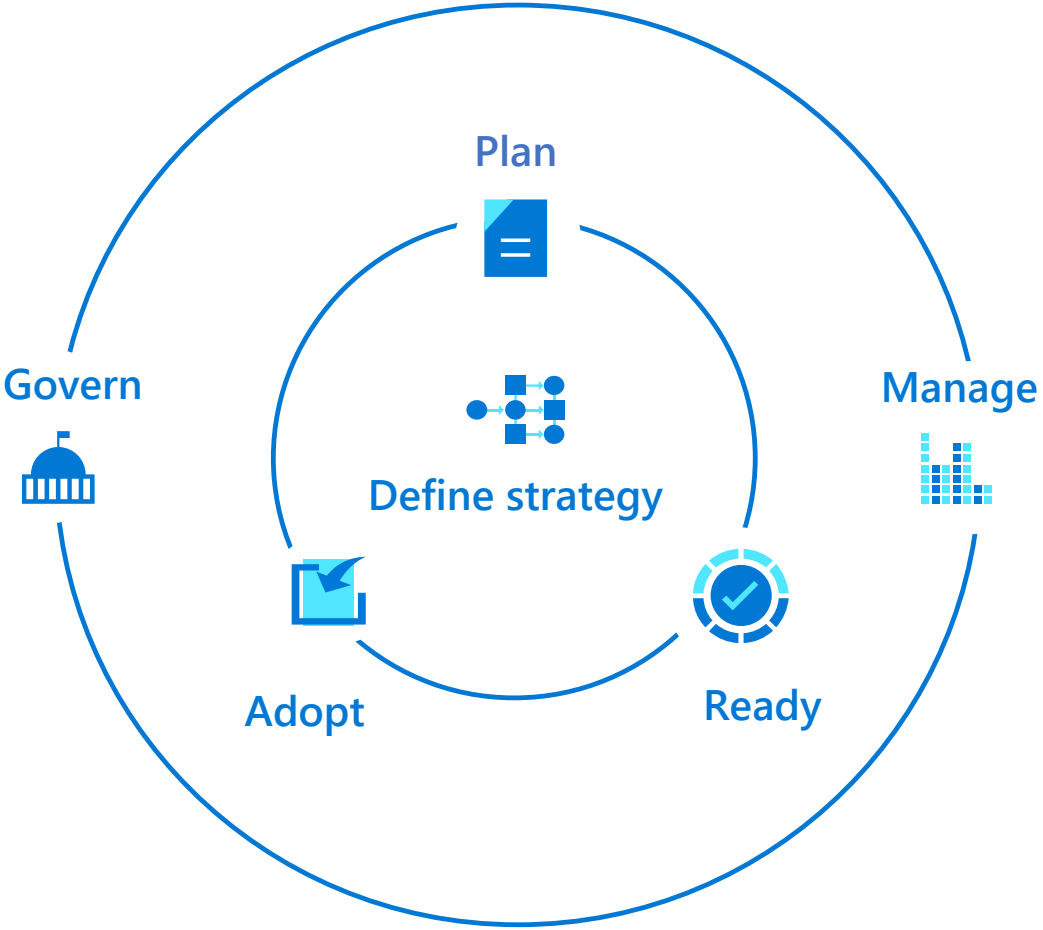 Plan
Govern
Manage
Define strategy
Adopt
Ready